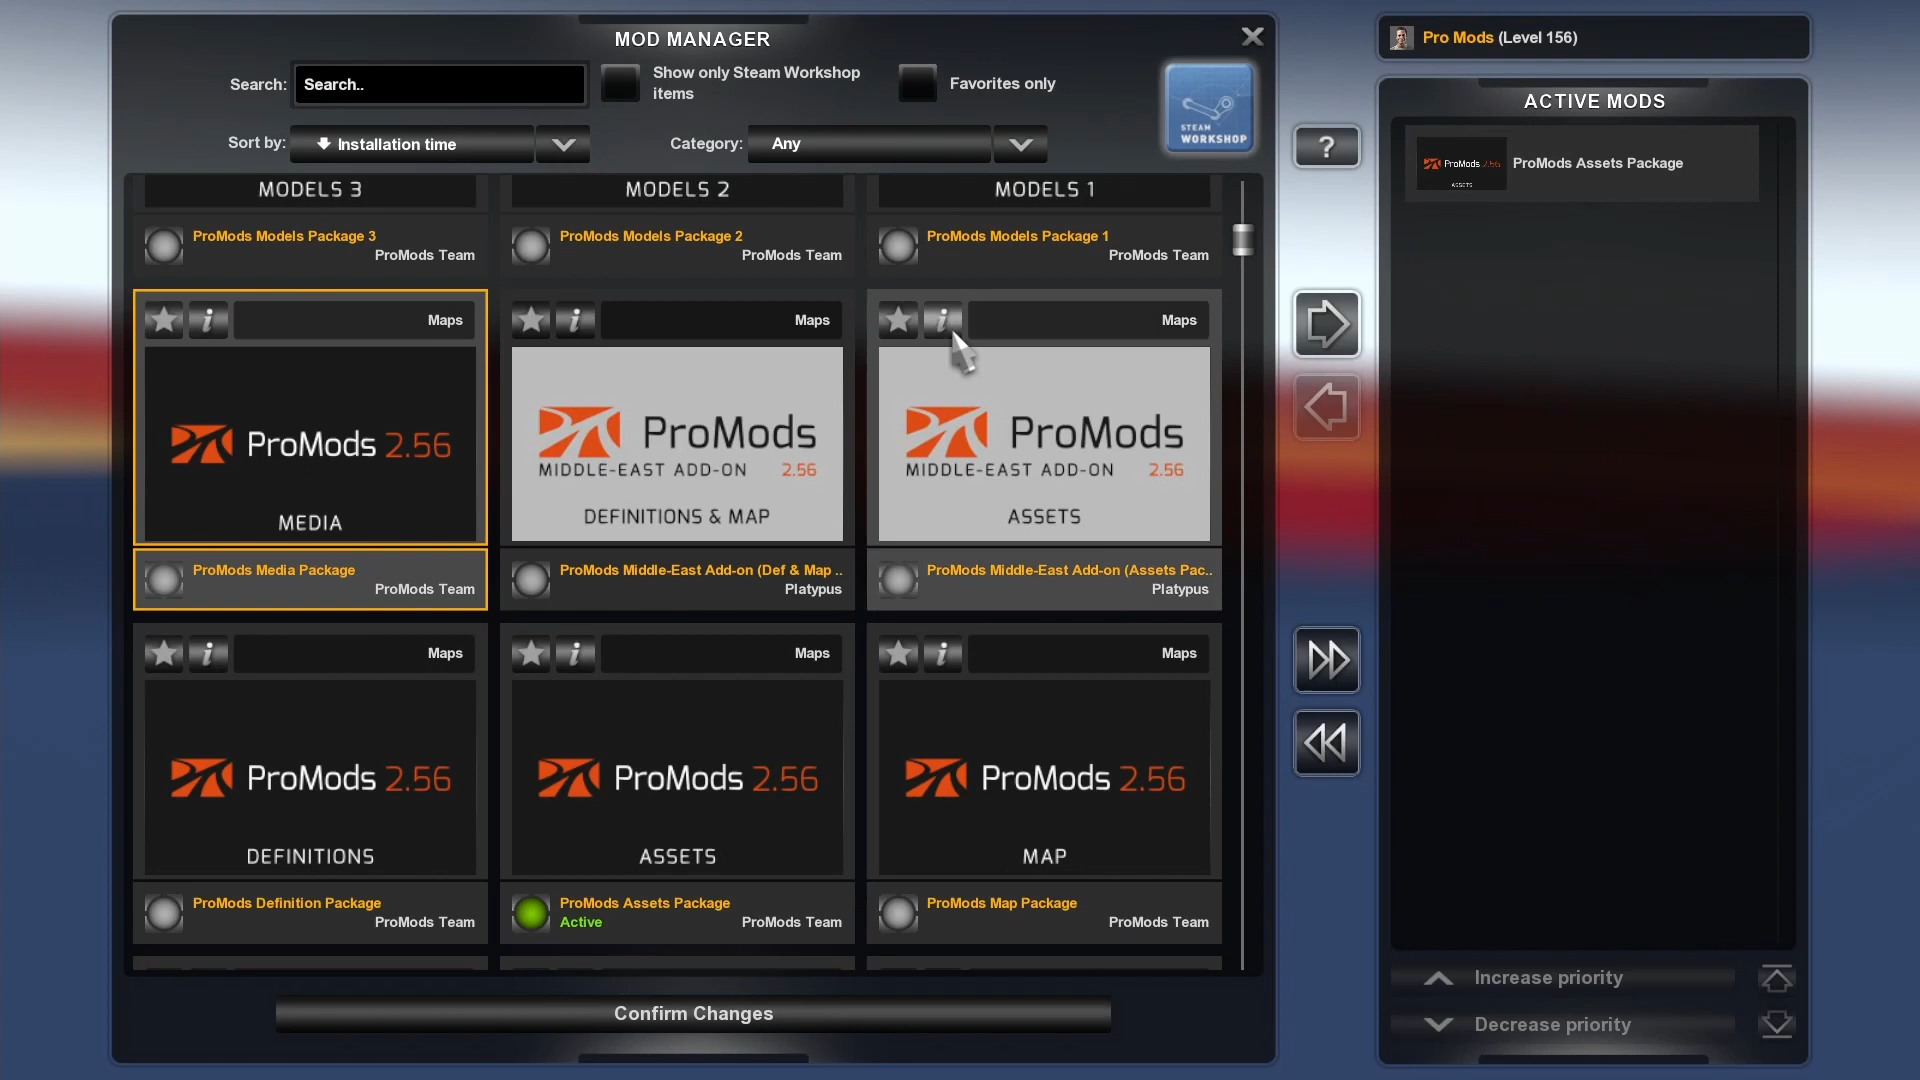 MOD MANAGER
Search:
Search..
Show only Steam Workshop
items
Favorites only
STEAM
WORKSHOP
Sort by:
Installation time
Category:
Any
MODELS 3
MODELS 2
MODELS 1
ProMods Models Package 3
ProMods Team
ProMods Models Package 2
ProMods Team
ProMods Models Package 1
ProMods Team
i
Maps
i
Maps
i
Maps
ProMods 2.56
MEDIA
ProMods
MIDDLE-EAST ADD-ON 2.56
DEFINITIONS & MAP
ProMods
MIDDLE-EAST ADD-ON 2.56
ASSETS
ProMods Media Package
ProMods Team
ProMods Middle-East Add-on (Def & Map ..
Platypus
ProMods Middle-East Add-on (Assets Pac..
Platypus
i
Maps
i
Maps
i
Maps
ProMods 2.56
DEFINITIONS
ProMods 2.56
ASSETS
ProMods 2.56
MAP
ProMods Definition Package
ProMods Team
ProMods Assets Package
Active ProMods Team
ProMods Map Package
ProMods Team
Confirm Changes
?
Pro Mods (Level 156)
ACTIVE MODS
ProMods 2.56
ASSETS
ProMods Assets Package
Increase priority
Decrease priority